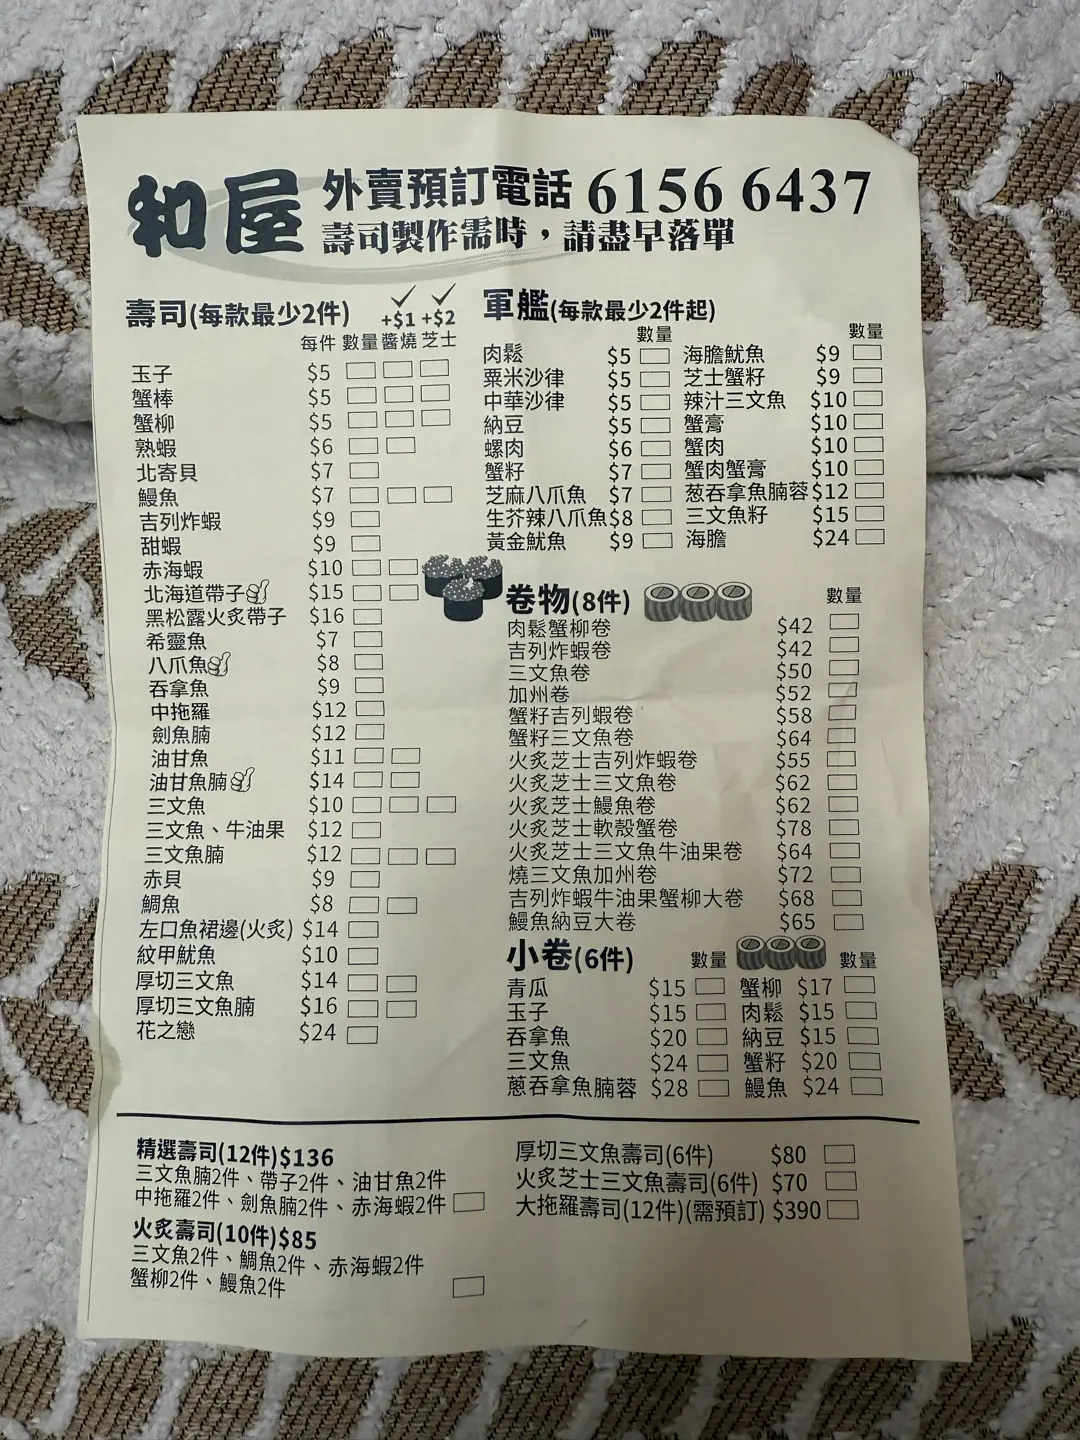 和屋
外賣預訂電話 6156 6437
壽司製作需時，請盡早落單
壽司(每款最少2件)
+$1 +$2
每件 數量 醬燒 芝士
玉子 $5
蟹棒 $5
蟹柳 $5
熟蝦 $6
北寄貝 $7
鰻魚 $7
吉列炸蝦 $9
甜蝦 $9
赤海蝦 $10
北海道帶子 $15
黑松露火炙帶子 $16
希靈魚 $7
八爪魚 $8
吞拿魚 $9
中拖羅 $12
劍魚腩 $12
油甘魚 $11
油甘魚腩 $14
三文魚 $10
三文魚、牛油果 $12
三文魚腩 $12
赤貝 $9
鯛魚 $8
左口魚裙邊(火炙) $14
紋甲魷魚 $10
厚切三文魚 $14
厚切三文魚腩 $16
花之戀 $24
軍艦(每款最少2件起)
數量 數量
肉鬆 $5 海膽魷魚 $9
粟米沙律 $5 芝士蟹籽 $9
中華沙律 $5 辣汁三文魚 $10
納豆 $5 蟹膏 $10
螺肉 $6 蟹肉 $10
蟹籽 $7 蟹肉蟹膏 $10
芝麻八爪魚 $7 葱吞拿魚腩蓉 $12
生芥辣八爪魚 $8 三文魚籽 $15
黃金魷魚 $9 海膽 $24
卷物(8件) 數量
肉鬆蟹柳卷 $42
吉列炸蝦卷 $42
三文魚卷 $50
加州卷 $52
蟹籽吉列蝦卷 $58
蟹籽三文魚卷 $64
火炙芝士吉列炸蝦卷 $55
火炙芝士三文魚卷 $62
火炙芝士鰻魚卷 $62
火炙芝士軟殼蟹卷 $78
火炙芝士三文魚牛油果卷 $64
燒三文魚加州卷 $72
吉列炸蝦牛油果蟹柳大卷 $68
鰻魚納豆大卷 $65
小卷(6件) 數量 數量
青瓜 $15 蟹柳 $17
玉子 $15 肉鬆 $15
吞拿魚 $20 納豆 $15
三文魚 $24 蟹籽 $20
蔥吞拿魚腩蓉 $28 鰻魚 $24
精選壽司(12件)$136
三文魚腩2件、帶子2件、油甘魚2件
中拖羅2件、劍魚腩2件、赤海蝦2件
火炙壽司(10件)$85
三文魚2件、鯛魚2件、赤海蝦2件
蟹柳2件、鰻魚2件
厚切三文魚壽司(6件) $80
火炙芝士三文魚壽司(6件) $70
大拖羅壽司(12件)(需預訂) $390